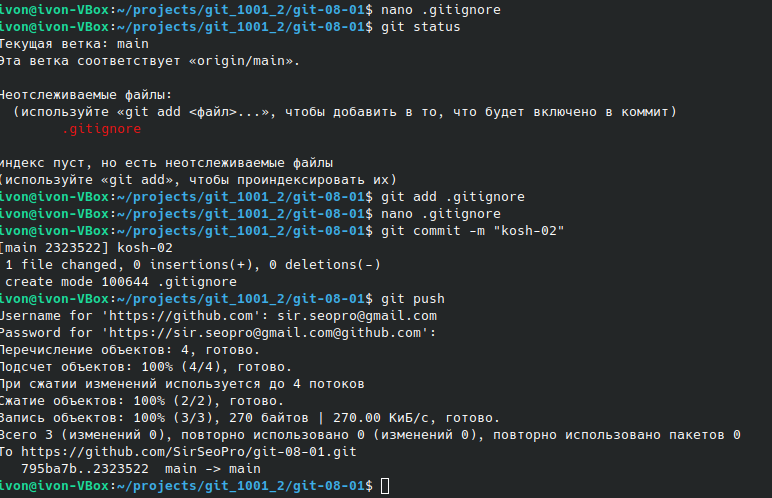 ivon@ivon-VBox:~/projects/git_1001_2/git-08-01$ nano .gitignore
ivon@ivon-VBox:~/projects/git_1001_2/git-08-01$ git status
Текущая ветка: main
Эта ветка соответствует «origin/main».
Неотслеживаемые файлы:
(используйте «git add <файл>...», чтобы добавить в то, что будет включено в коммит)
.gitignore
индекс пуст, но есть неотслеживаемые файлы
(используйте «git add», чтобы проиндексировать их)
ivon@ivon-VBox:~/projects/git_1001_2/git-08-01$ git add .gitignore
ivon@ivon-VBox:~/projects/git_1001_2/git-08-01$ nano .gitignore
ivon@ivon-VBox:~/projects/git_1001_2/git-08-01$ git commit -m "kosh-02"
[main 2323522] kosh-02
1 file changed, 0 insertions(+), 0 deletions(-)
create mode 100644 .gitignore
ivon@ivon-VBox:~/projects/git_1001_2/git-08-01$ git push
Username for 'https://github.com': sir.seopro@gmail.com
Password for 'https://sir.seopro@gmail.com@github.com':
Перечисление объектов: 4, готово.
Подсчет объектов: 100% (4/4), готово.
При сжатии изменений используется до 4 потоков
Сжатие объектов: 100% (2/2), готово.
Запись объектов: 100% (3/3), 270 байтов | 270.00 КиБ/с, готово.
Всего 3 (изменений 0), повторно использовано 0 (изменений 0), повторно использовано пакетов 0
To https://github.com/SirSeoPro/git-08-01.git
795ba7b..2323522  main -> main
ivon@ivon-VBox:~/projects/git_1001_2/git-08-01$